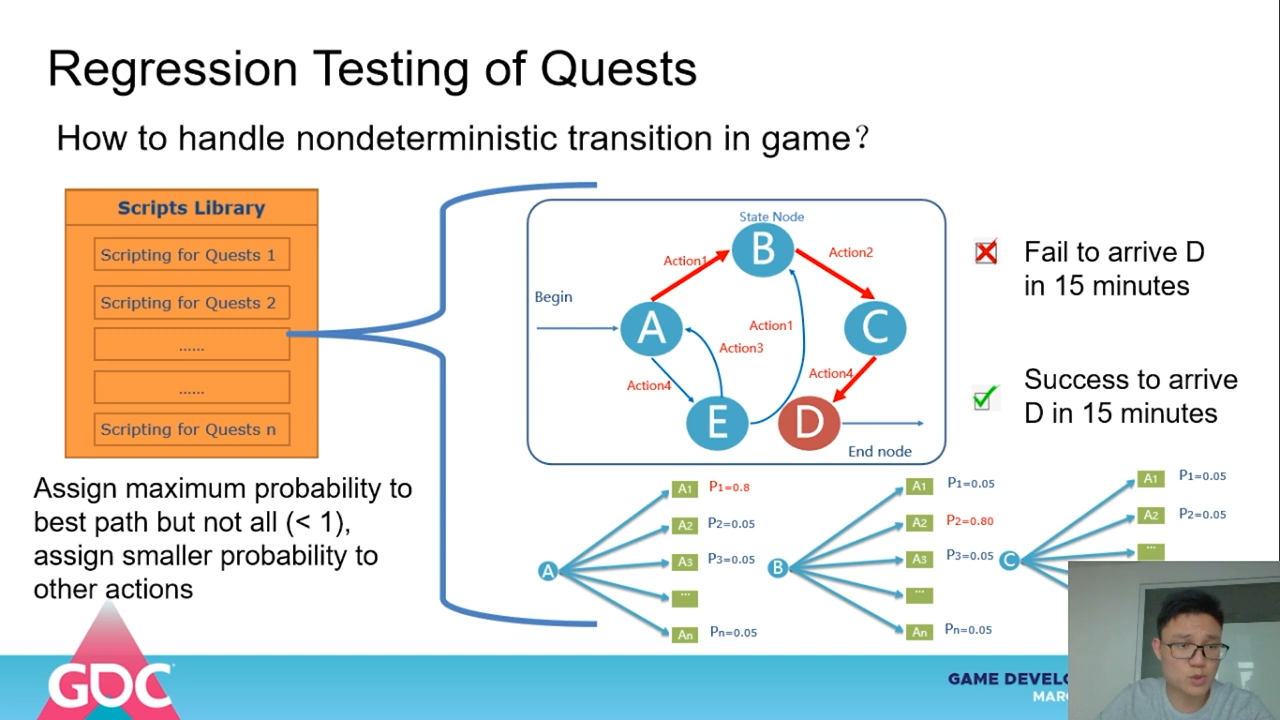 Regression Testing of Quests
How to handle nondeterministic transition in game?
Scripts Library
Scripting for Quests 1
Scripting for Quests 2
......
......
Scripting for Quests n
Assign maximum probability to
best path but not all (< 1),
assign smaller probability to
other actions
State Node
B
Action1
Action2
Begin
A
C
Action1
Action3
Action4
Action4
E
D
End node
Fail to arrive D
in 15 minutes
Success to arrive
D in 15 minutes
A
A1 P1=0.8
A2 P2=0.05
A3 P3=0.05
...
An Pn=0.05
B
A1 P1=0.05
A2 P2=0.80
A3 P3=0.05
...
An Pn=0.05
C
A1 P1=0.05
A2 P2=0.05
...
GDC
GAME DEVEL
MAR